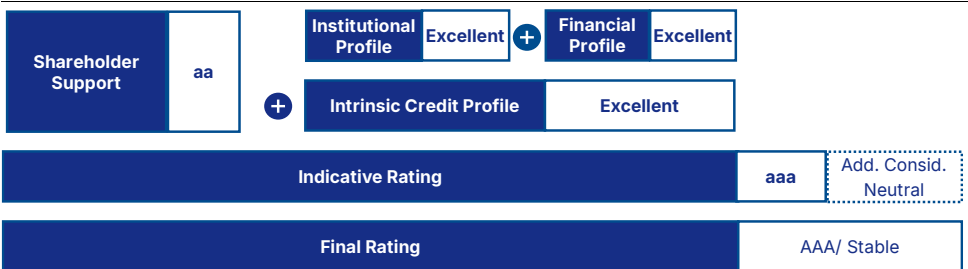 Shareholder
Support
aa
+
Institutional
Profile
Excellent
+
Financial
Profile
Excellent
Intrinsic Credit Profile
Excellent
Indicative Rating
aaa
Add. Consid.
Neutral
Final Rating
AAA/ Stable